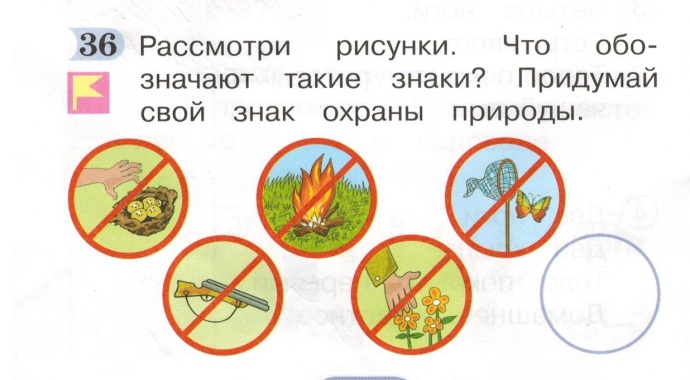 36 Рассмотри рисунки. Что обо-
значают такие знаки? Придумай
свой знак охраны природы.